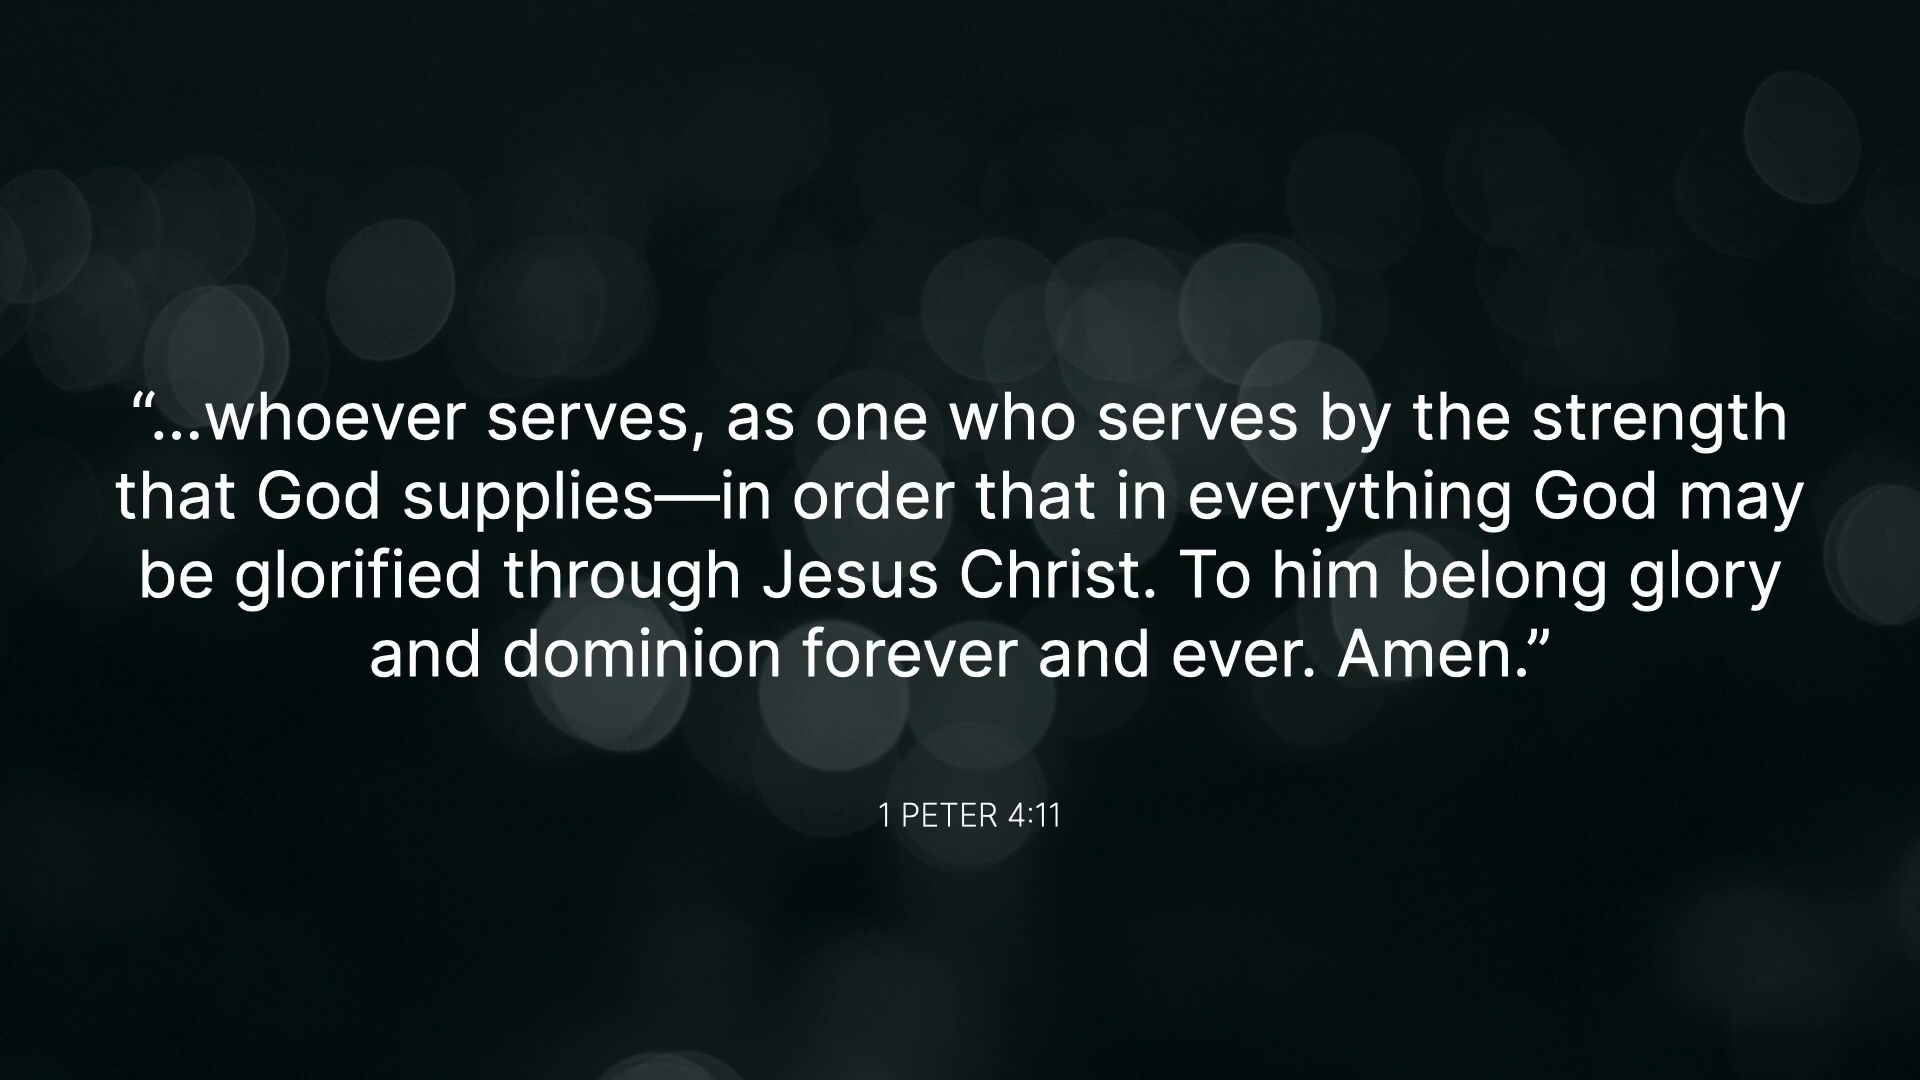 “...whoever serves, as one who serves by the strength
that God supplies—in order that in everything God may
be glorified through Jesus Christ. To him belong glory
and dominion forever and ever. Amen.”
1 PETER 4:11